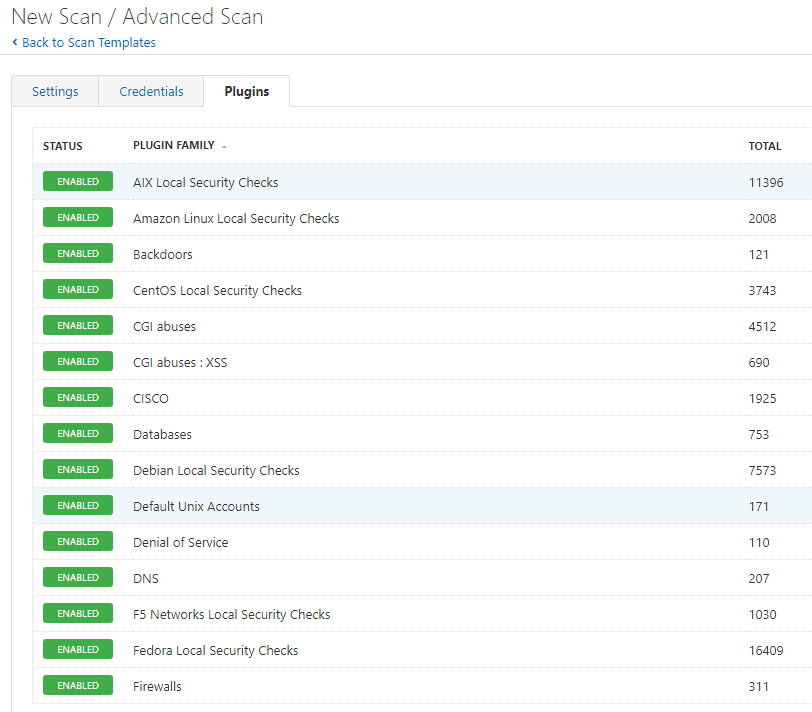 New Scan / Advanced Scan
Back to Scan Templates
Settings Credentials Plugins
STATUS PLUGIN FAMILY TOTAL
ENABLED AIX Local Security Checks 11396
ENABLED Amazon Linux Local Security Checks 2008
ENABLED Backdoors 121
ENABLED CentOS Local Security Checks 3743
ENABLED CGI abuses 4512
ENABLED CGI abuses : XSS 690
ENABLED CISCO 1925
ENABLED Databases 753
ENABLED Debian Local Security Checks 7573
ENABLED Default Unix Accounts 171
ENABLED Denial of Service 110
ENABLED DNS 207
ENABLED F5 Networks Local Security Checks 1030
ENABLED Fedora Local Security Checks 16409
ENABLED Firewalls 311